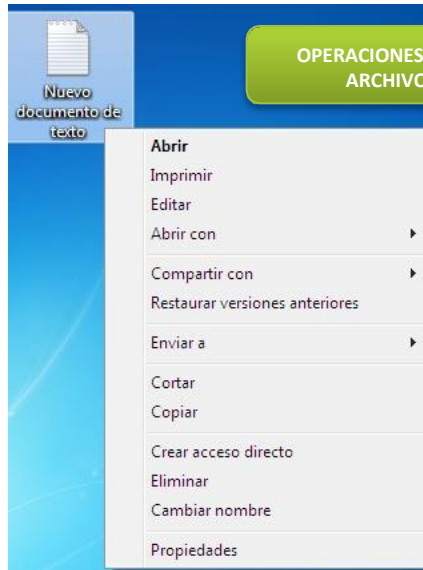 Nuevo
documento de
texto
OPERACIONES
ARCHIVO
Abrir
Imprimir
Editar
Abrir con
Compartir con
Restaurar versiones anteriores
Enviar a
Cortar
Copiar
Crear acceso directo
Eliminar
Cambiar nombre
Propiedades